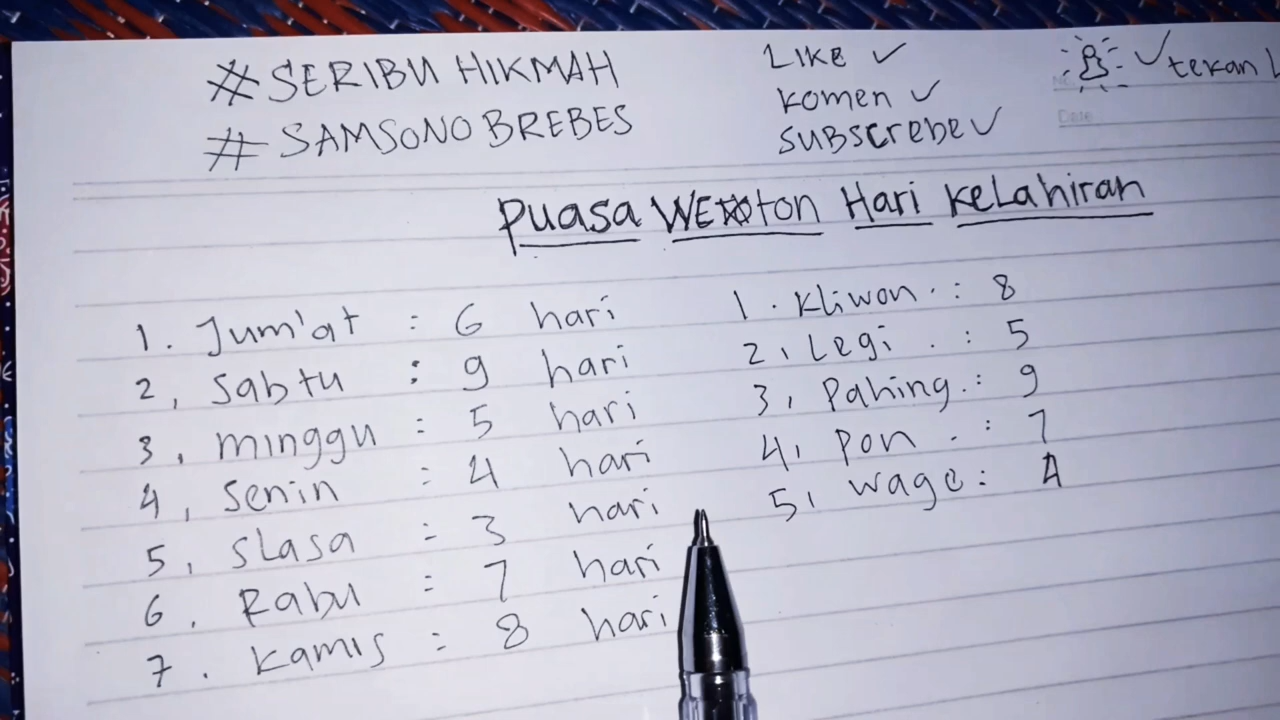 #SERIBU HIKMAH
#SAMSONO BREBES
LIKE ✓
Komen ✓
SUBSCREBE ✓
✓ tekan
No.
Date
Puasa WEton Hari KeLahiran
1. Jum'at : 6 hari
2, Sabtu : 9 hari
3, minggu : 5 hari
4, Senin : 4 hari
5, SLasa : 3 hari
6. Rabu : 7 hari
7. Kamis : 8 hari
1. Kliwon. : 8
2, Legi . : 5
3, Pahing. : 9
4, pon . : 7
5, wage : 4